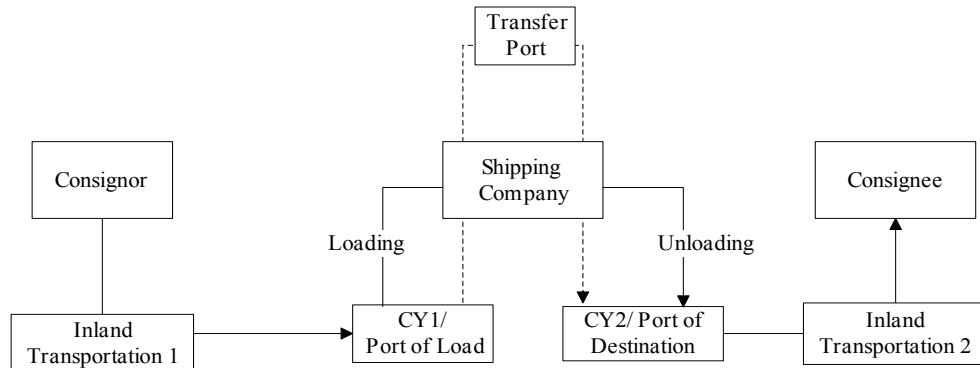 Transfer
Port
Consignor
Shipping
Company
Consignee
Loading
Unloading
Inland
Transportation 1
CY1/
Port of Load
CY2/ Port of
Destination
Inland
Transportation 2